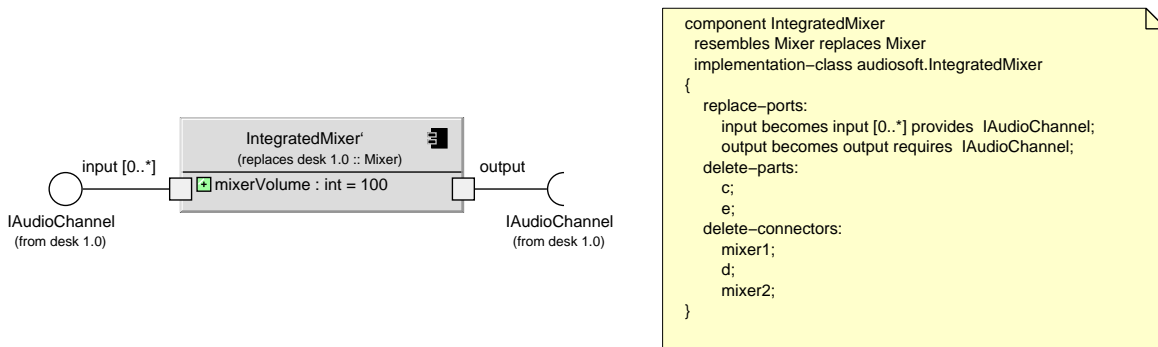 IntegratedMixer‘
(replaces desk 1.0 :: Mixer)
input [0..*]
output
mixerVolume : int = 100
IAudioChannel
(from desk 1.0)
IAudioChannel
(from desk 1.0)
component IntegratedMixer
resembles Mixer replaces Mixer
implementation−class audiosoft.IntegratedMixer
{
replace−ports:
input becomes input [0..*] provides IAudioChannel;
output becomes output requires IAudioChannel;
delete−parts:
c;
e;
delete−connectors:
mixer1;
d;
mixer2;
}